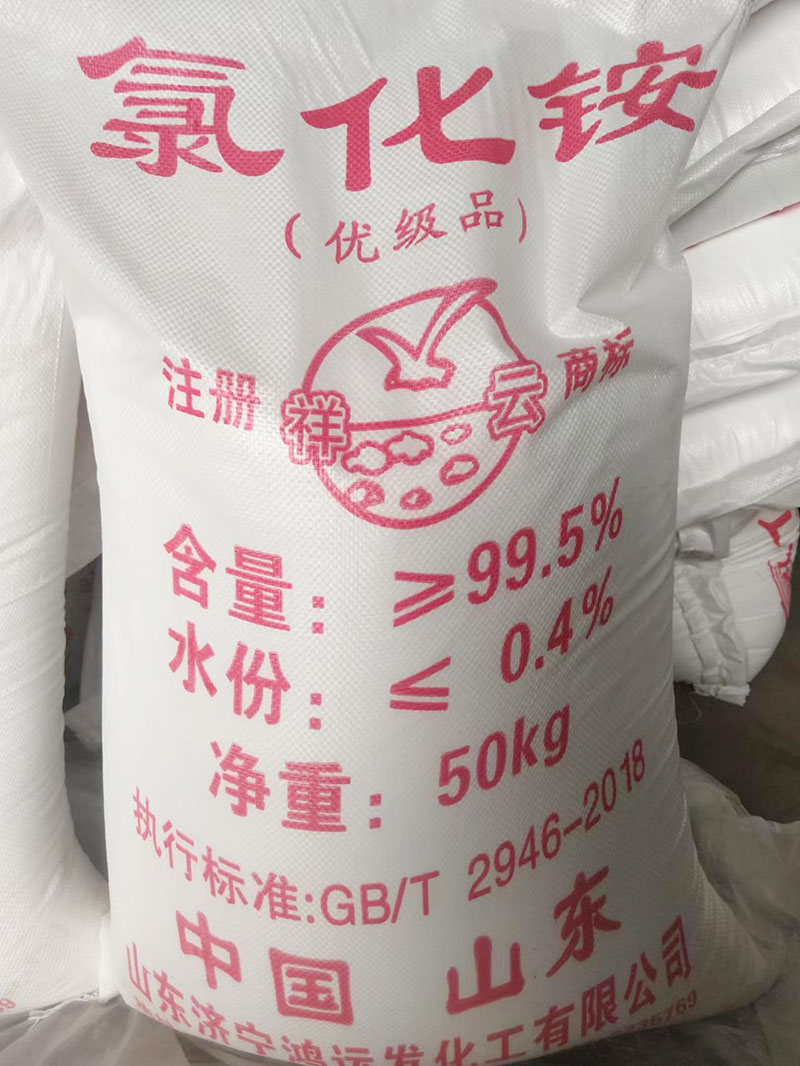 氯化铵
(优级品)
注册 祥云 商标
含量: ≥99.5%
水份: ≤ 0.4%
净重: 50kg
执行标准:GB/T 2946-2018
中国 山东
山东济宁鸿运发化工有限公司